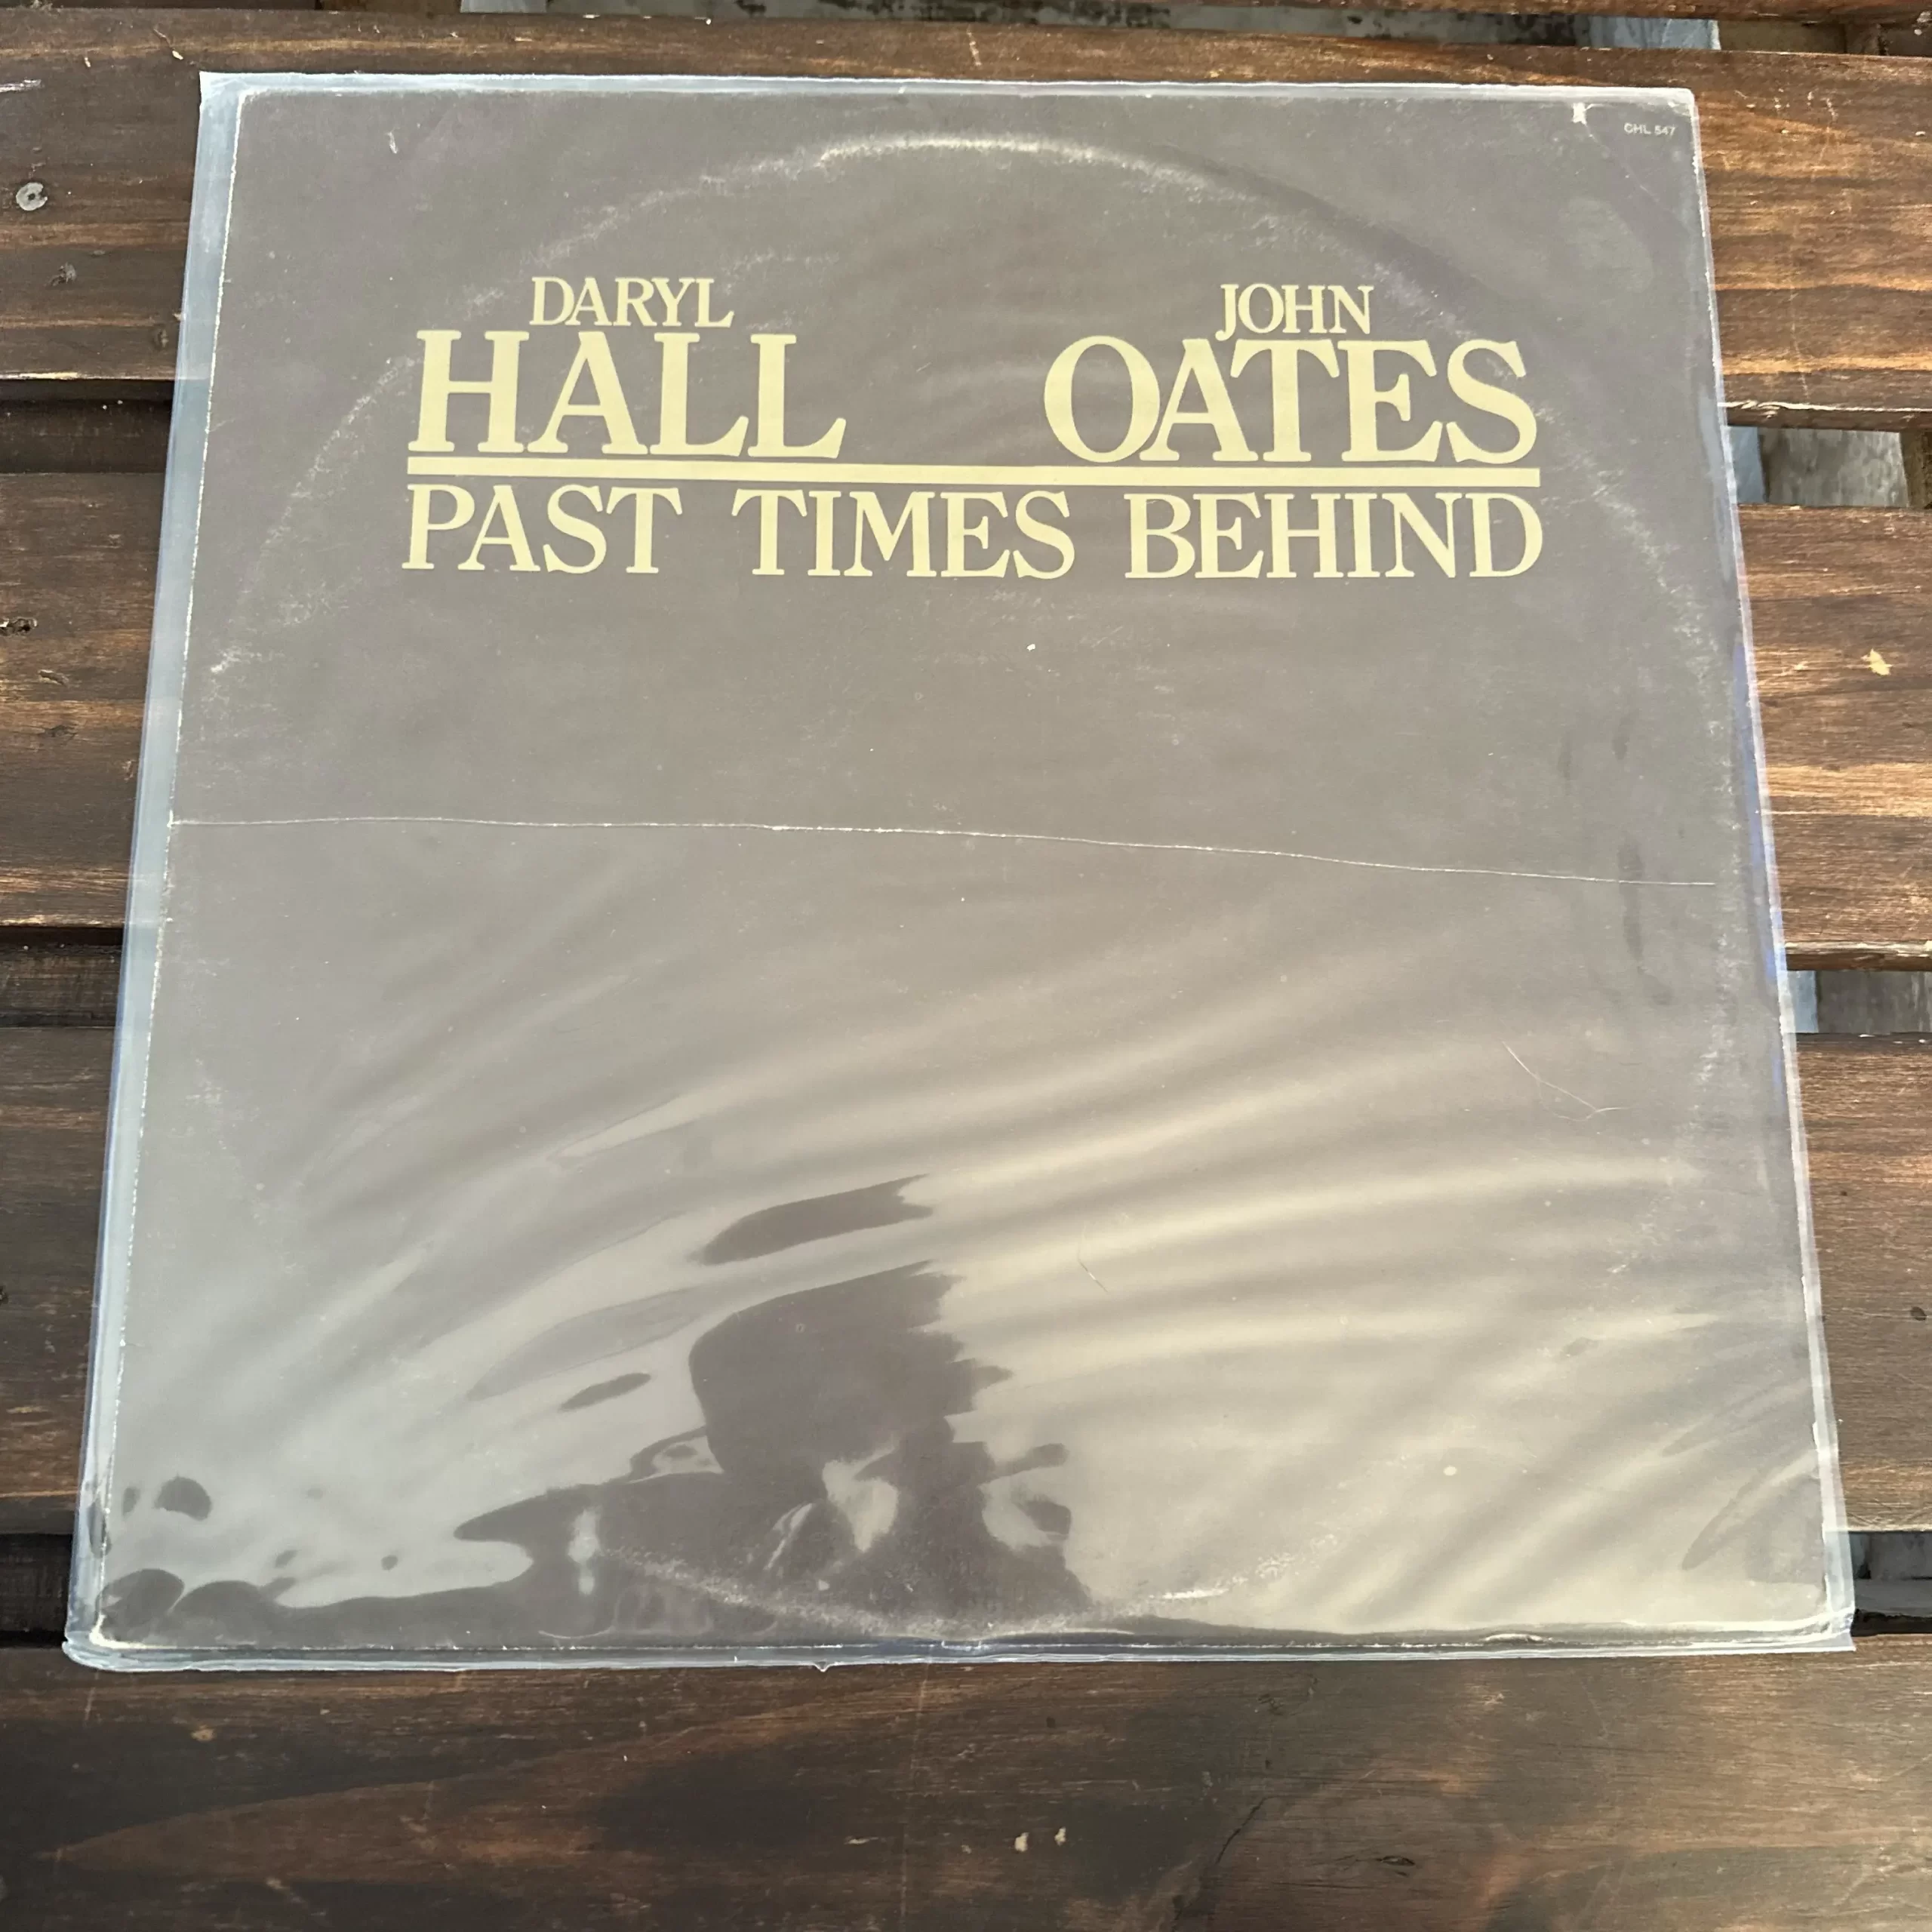 CHL 547
DARYL JOHN
HALL OATES
PAST TIMES BEHIND